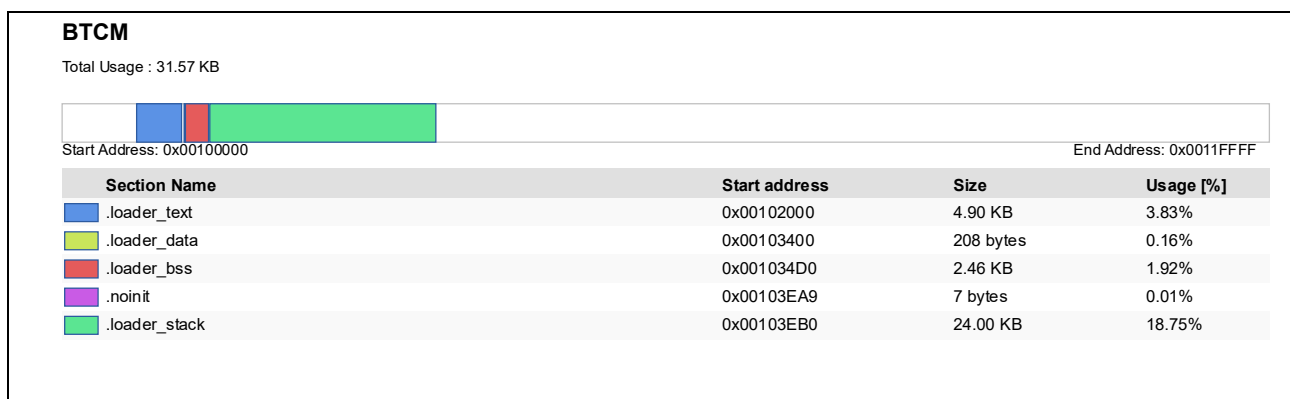 BTCM
Total Usage : 31.57 KB
Start Address: 0x00100000 End Address: 0x0011FFFF
Section Name Start address Size Usage [%]
.loader_text 0x00102000 4.90 KB 3.83%
.loader_data 0x00103400 208 bytes 0.16%
.loader_bss 0x001034D0 2.46 KB 1.92%
.noinit 0x00103EA9 7 bytes 0.01%
.loader_stack 0x00103EB0 24.00 KB 18.75%